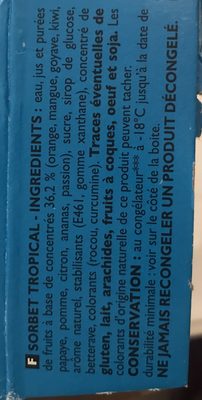 F SORBET TROPICAL - INGREDIENTS : eau, jus et purées
de fruits à base de concentrés 36,2 % (orange, mangue, goyave, kiwi,
papaye, pomme, citron, ananas, passion), sucre, sirop de glucose,
arôme naturel, stabilisants (E461, gomme xanthane), concentré de
betterave, colorants (rocou, curcumine). Traces éventuelles de
gluten, lait, arachides, fruits à coques, oeuf et soja. Les
colorants d'origine naturelle de ce produit peuvent tacher.
CONSERVATION : au congélateur *** à -18°C jusqu'à la date de
durabilité minimale : voir sur le côté de la boîte.
NE JAMAIS RECONGELER UN PRODUIT DÉCONGELÉ.